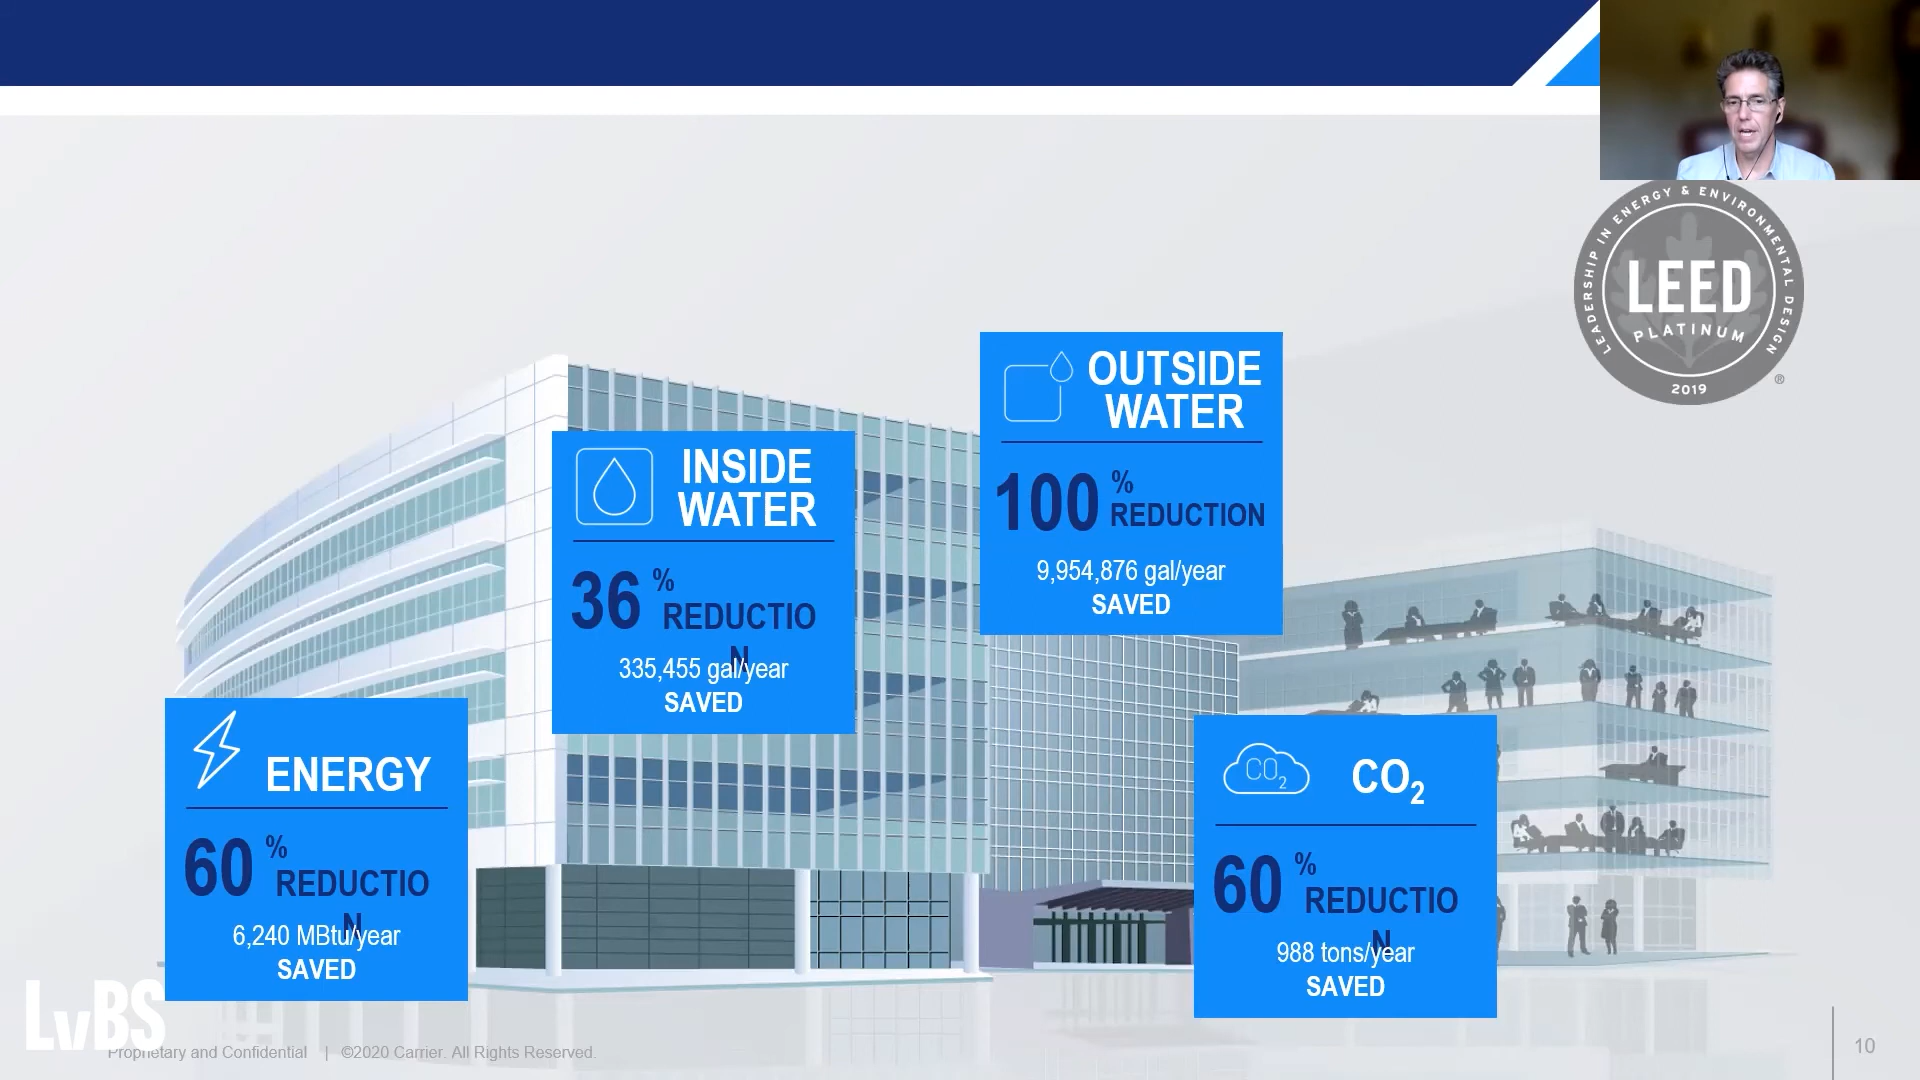 LEADERSHIP IN ENERGY & ENVIRONMENTAL DESIGN
LEED
PLATINUM
2019
®
OUTSIDE
WATER
100 %
REDUCTION
9,954,876 gal/year
SAVED
INSIDE
WATER
36 %
REDUCTIO
N
335,455 gal/year
SAVED
ENERGY
60 %
REDUCTIO
N
6,240 MBtu/year
SAVED
CO2
CO2
60 %
REDUCTIO
N
988 tons/year
SAVED
LvBS
Proprietary and Confidential | ©2020 Carrier. All Rights Reserved.
10